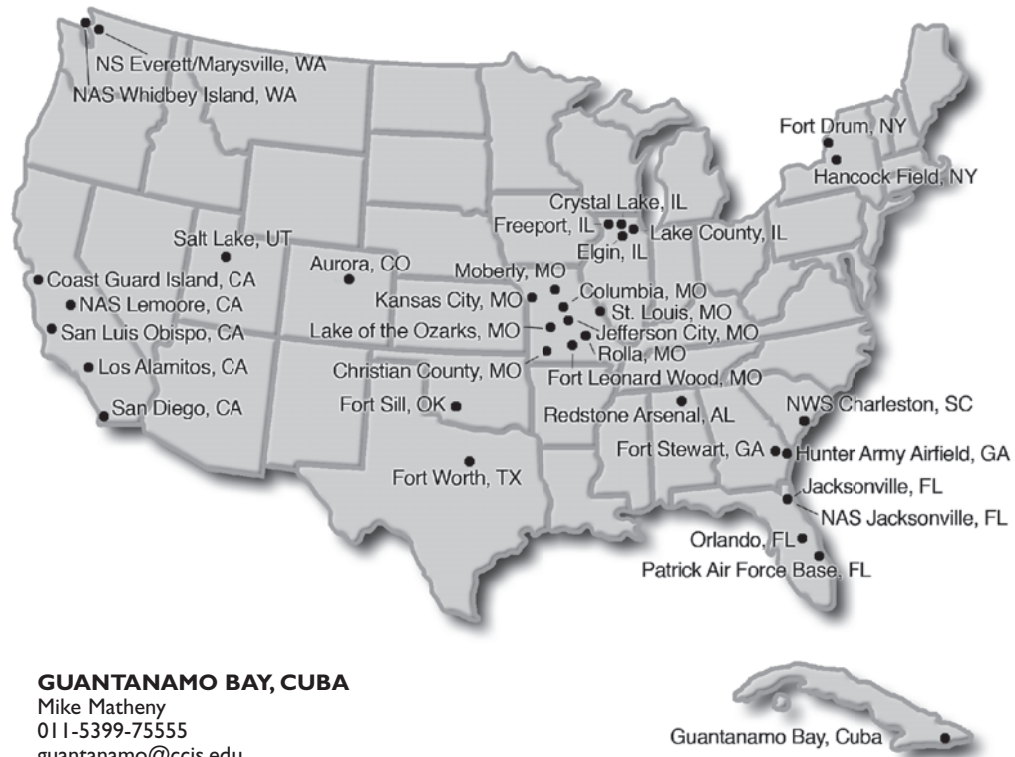 NS Everett/Marysville, WA
NAS Whidbey Island, WA
Fort Drum, NY
Hancock Field, NY
Crystal Lake, IL
Freeport, IL
Lake County, IL
Elgin, IL
Salt Lake, UT
Aurora, CO
Moberly, MO
Coast Guard Island, CA
Columbia, MO
Kansas City, MO
NAS Lemoore, CA
St. Louis, MO
San Luis Obispo, CA
Lake of the Ozarks, MO
Jefferson City, MO
Rolla, MO
Los Alamitos, CA
Christian County, MO
Fort Leonard Wood, MO
San Diego, CA
Fort Sill, OK
Redstone Arsenal, AL
NWS Charleston, SC
Fort Stewart, GA
Hunter Army Airfield, GA
Fort Worth, TX
Jacksonville, FL
NAS Jacksonville, FL
Orlando, FL
Patrick Air Force Base, FL
GUANTANAMO BAY, CUBA
Mike Matheny
011-5399-75555
guantanamo@ccis.edu
Guantanamo Bay, Cuba